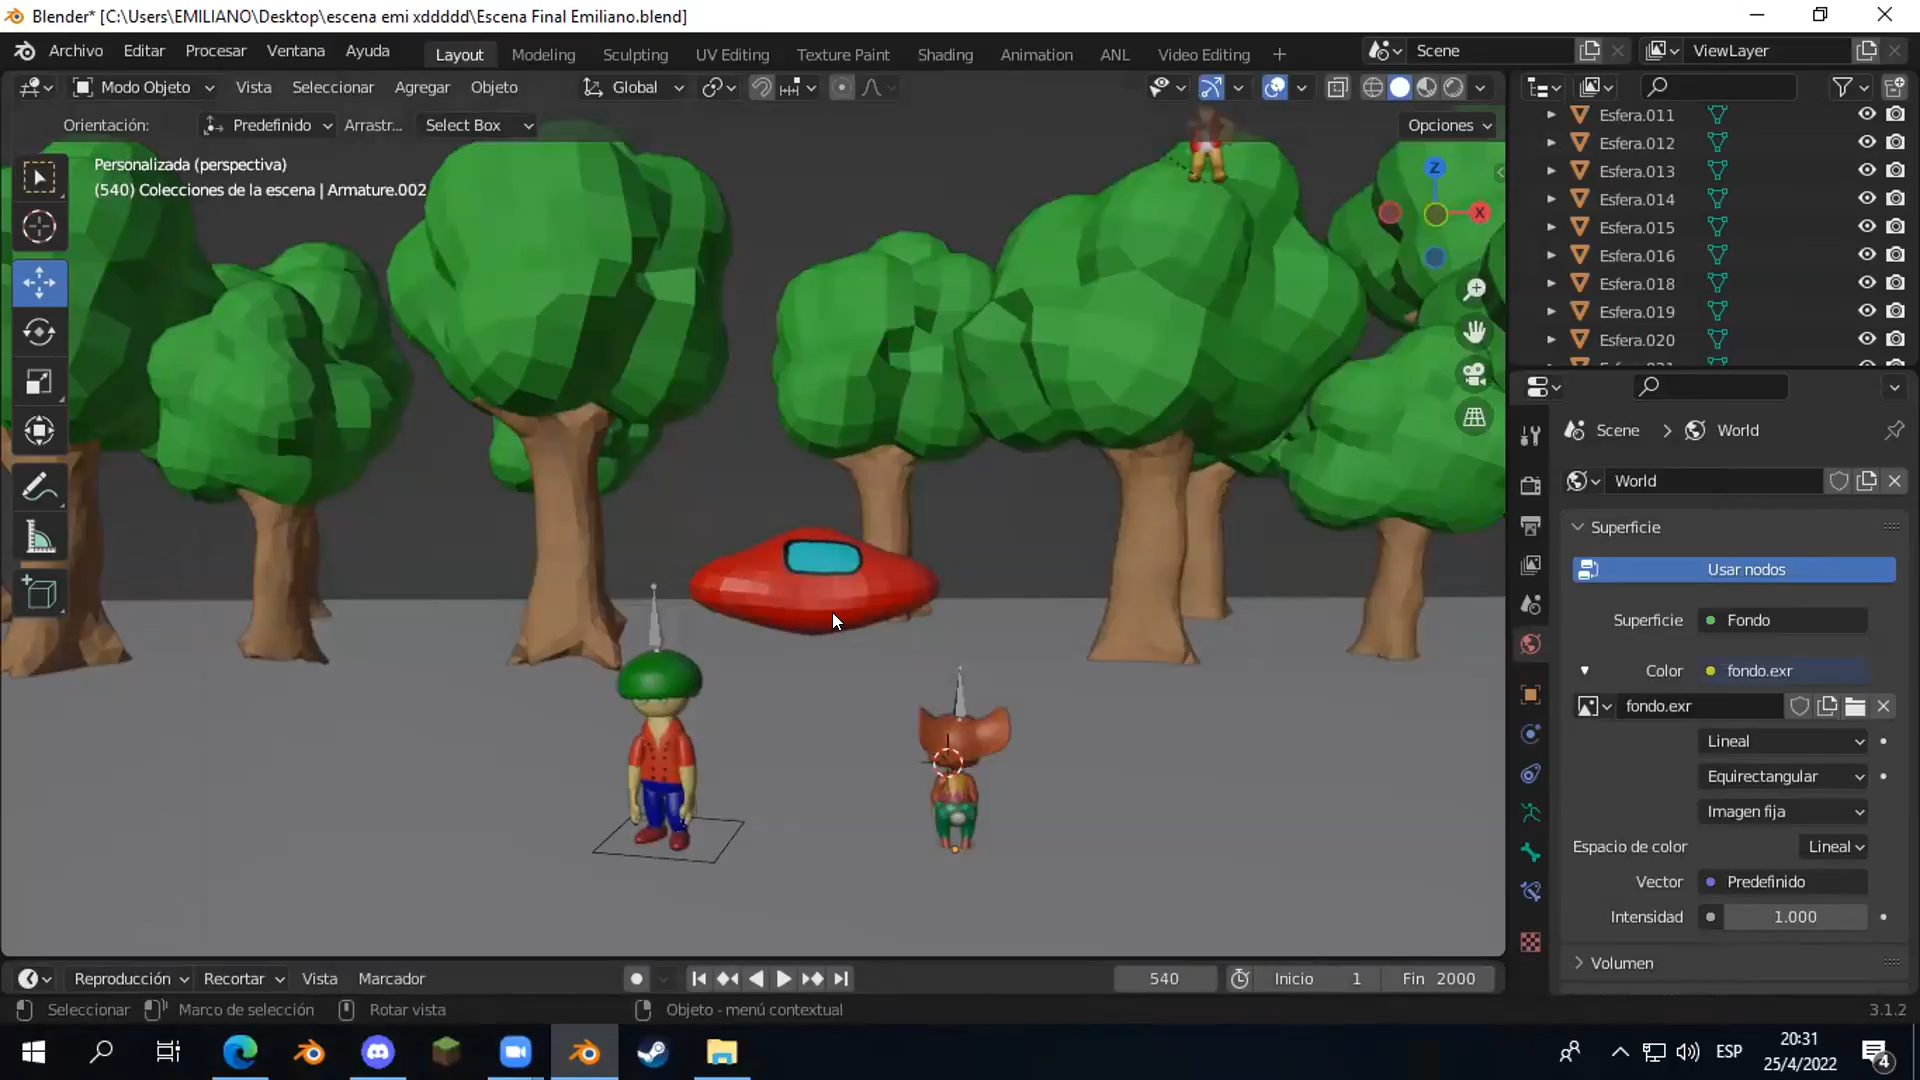 Blender* [C:\Users\EMILIANO\Desktop\escena emi xddddd\Escena Final Emiliano.blend]
Archivo Editar Procesar Ventana Ayuda Layout Modeling Sculpting UV Editing Texture Paint Shading Animation ANL Video Editing + Scene ViewLayer
Modo Objeto Vista Seleccionar Agregar Objeto Global
Orientación: Predefinido Arrastr... Select Box Opciones
Personalizada (perspectiva)
(540) Colecciones de la escena | Armature.002
Z
X
Esfera.011
Esfera.012
Esfera.013
Esfera.014
Esfera.015
Esfera.016
Esfera.018
Esfera.019
Esfera.020
Scene > World
World
Superficie
Usar nodos
Superficie Fondo
Color fondo.exr
fondo.exr
Lineal
Equirectangular
Imagen fija
Espacio de color Lineal
Vector Predefinido
Intensidad 1.000
Volumen
Reproducción Recortar Vista Marcador 540 Inicio 1 Fin 2000
Seleccionar Marco de selección Rotar vista Objeto - menú contextual 3.1.2
ESP
20:31
25/4/2022
4